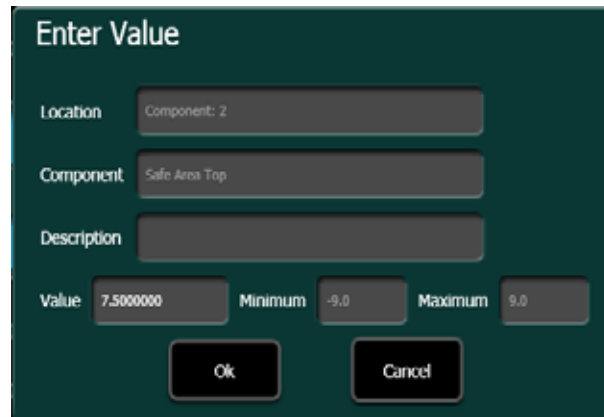 Enter Value
Location Component: 2
Component Safe Area Top
Description
Value 7.5000000 Minimum -9.0 Maximum 9.0
Ok Cancel